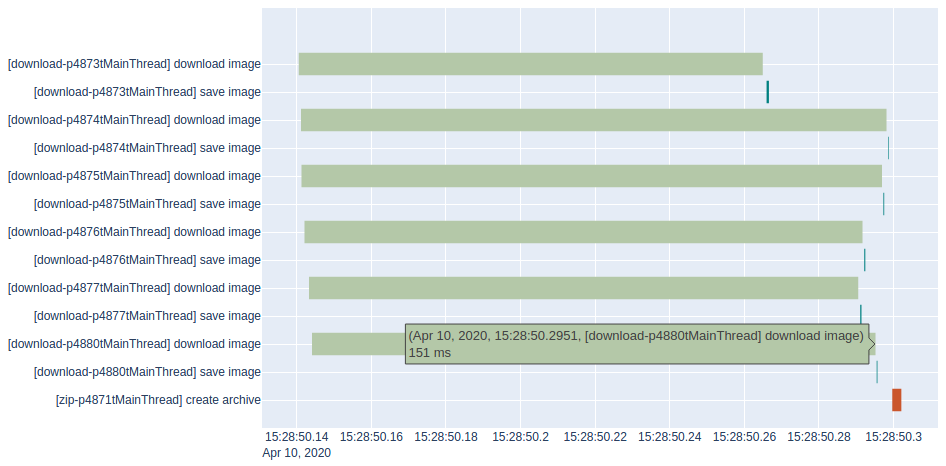 [download-p4873tMainThread] download image
[download-p4873tMainThread] save image
[download-p4874tMainThread] download image
[download-p4874tMainThread] save image
[download-p4875tMainThread] download image
[download-p4875tMainThread] save image
[download-p4876tMainThread] download image
[download-p4876tMainThread] save image
[download-p4877tMainThread] download image
[download-p4877tMainThread] save image
(Apr 10, 2020, 15:28:50.2951, [download-p4880tMainThread] download image)
151 ms
[download-p4880tMainThread] download image
[download-p4880tMainThread] save image
[zip-p4871tMainThread] create archive
15:28:50.14 15:28:50.16 15:28:50.18 15:28:50.2 15:28:50.22 15:28:50.24 15:28:50.26 15:28:50.28 15:28:50.3
Apr 10, 2020